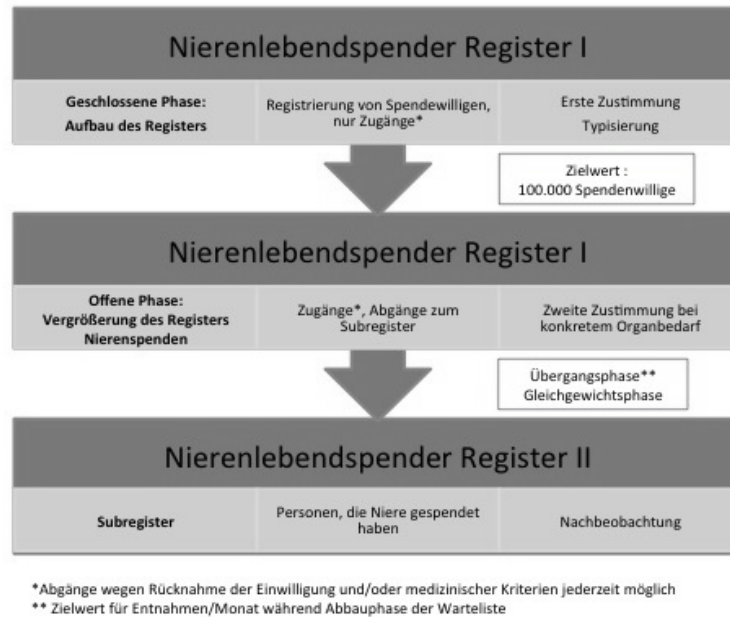 Nierenlebendspender Register I
Geschlossene Phase:
Aufbau des Registers
Registrierung von Spendewilligen,
nur Zugänge*
Erste Zustimmung
Typisierung
Zielwert :
100.000 Spendenwillige
Nierenlebendspender Register I
Offene Phase:
Vergrößerung des Registers
Nierenspenden
Zugänge*, Abgänge zum
Subregister
Zweite Zustimmung bei
konkretem Organbedarf
Übergangsphase**
Gleichgewichtsphase
Nierenlebendspender Register II
Subregister
Personen, die Niere gespendet
haben
Nachbeobachtung
*Abgänge wegen Rücknahme der Einwilligung und/oder medizinischer Kriterien jederzeit möglich
** Zielwert für Entnahmen/Monat während Abbauphase der Warteliste